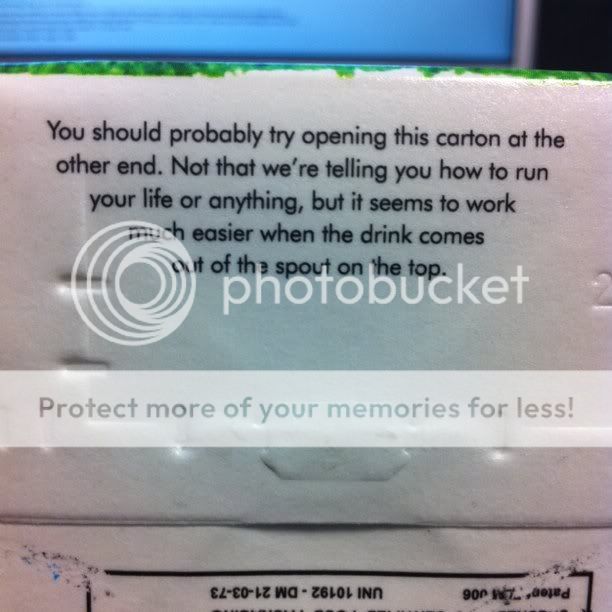 You should probably try opening this carton at the
other end. Not that we're telling you how to run
your life or anything, but it seems to work
much easier when the drink comes
out of the spout on the top.
photobucket
Protect more of your memories for less!
UNI 10192 - DM 21-03-73